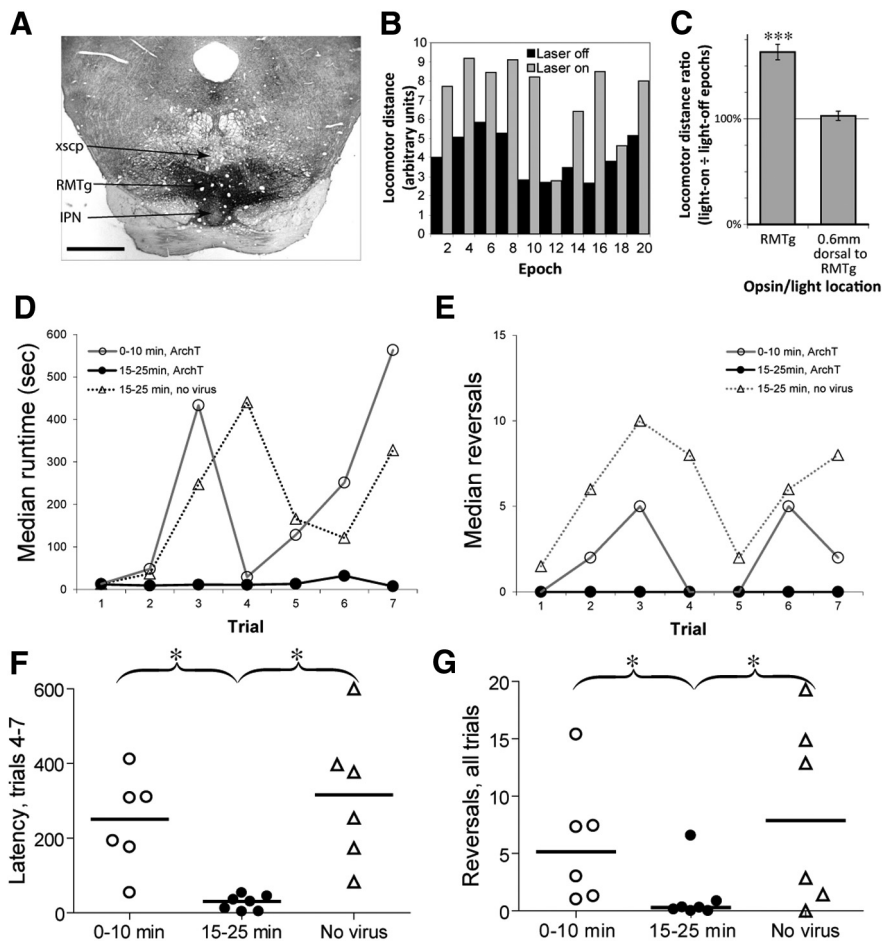 A
xscp
RMTg
IPN
B
Locomotor distance
(arbitrary units)
10
9
8
7
6
5
4
3
2
1
0
Laser off
Laser on
2 4 6 8 10 12 14 16 18 20
Epoch
C
Locomotor distance ratio
(light-on ÷ light-off epochs)
***
100%
0%
RMTg
0.6mm
dorsal to
RMTg
Opsin/light location
D
Median runtime (sec)
600
500
400
300
200
100
0
0-10 min, ArchT
15-25min, ArchT
15-25 min, no virus
1 2 3 4 5 6 7
Trial
E
Median reversals
15
10
5
0
0-10 min, ArchT
15-25min, ArchT
15-25 min, no virus
1 2 3 4 5 6 7
Trial
F
Latency, trials 4-7
600
400
200
0
* *
0-10 min 15-25 min No virus
G
Reversals, all trials
20
15
10
5
0
* *
0-10 min 15-25 min No virus